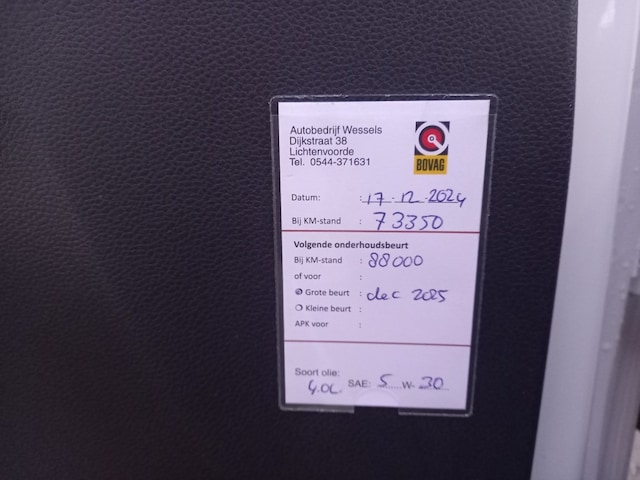 Autobedrijf Wessels
Dijkstraat 38
Lichtenvoorde
Tel. 0544-371631
BOVAG
Datum: : 17-12-2024
Bij KM-stand : 73350
Volgende onderhoudsbeurt
Bij KM-stand : 88000
of voor :
Grote beurt : dec 2025
Kleine beurt :
APK voor :
Soort olie:
4.0L SAE: 5 W- 30